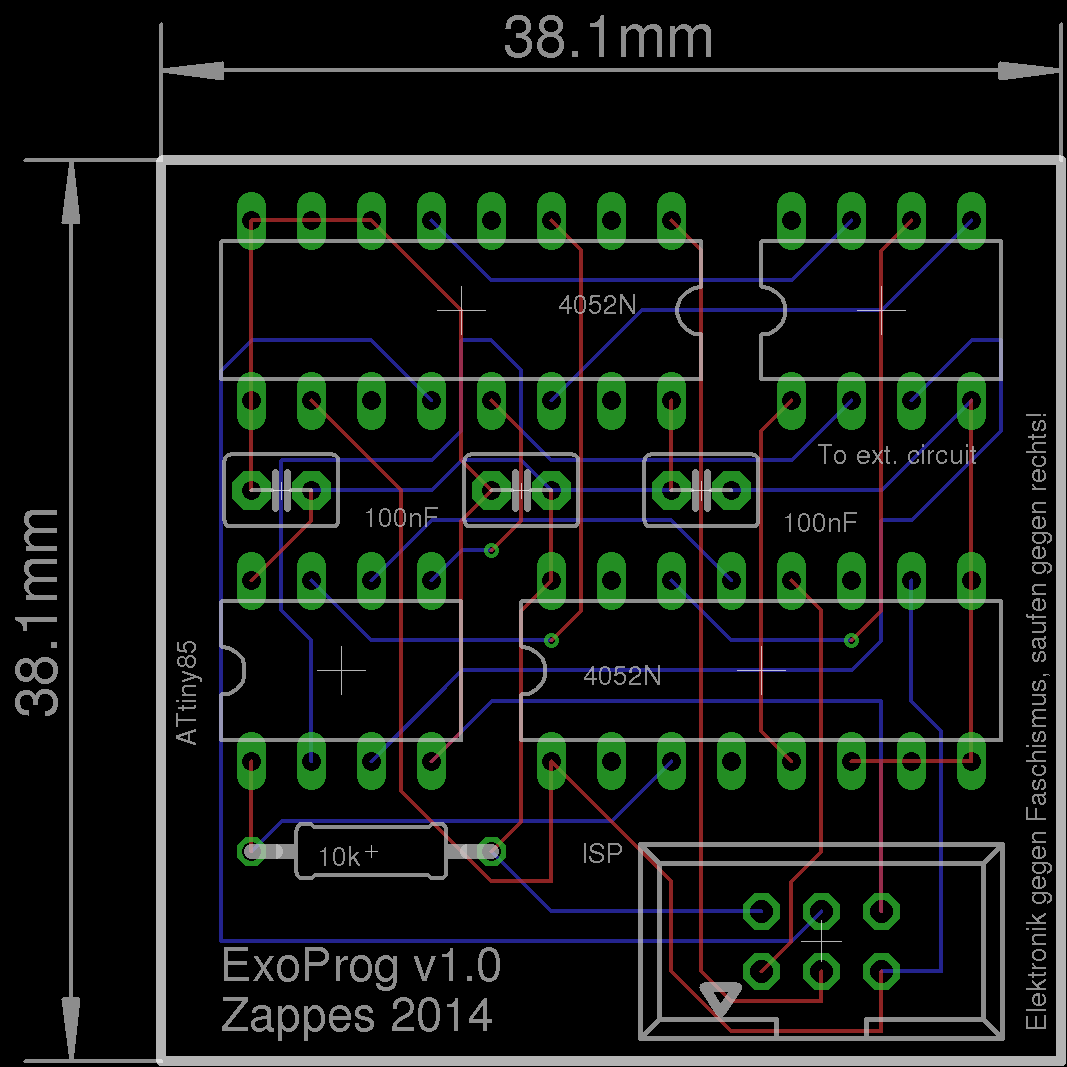 38.1mm
38.1mm
4052N
To ext. circuit
100nF
100nF
ATtiny85
4052N
10k
ISP
ExoProg v1.0
Zappes 2014
Elektronik gegen Faschismus, saufen gegen rechts!